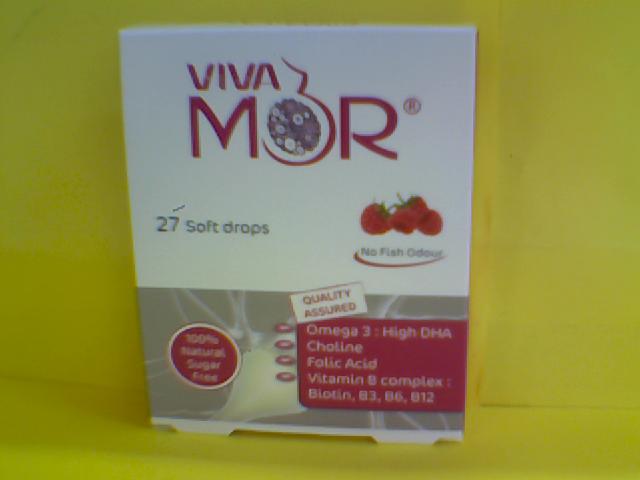 VIVA
MOR®
27 Soft drops
No Fish Odour
QUALITY
ASSURED
100%
Natural
Sugar
Free
Omega 3 : High DHA
Choline
Folic Acid
Vitamin B complex :
Biotin, B3, B6, B12